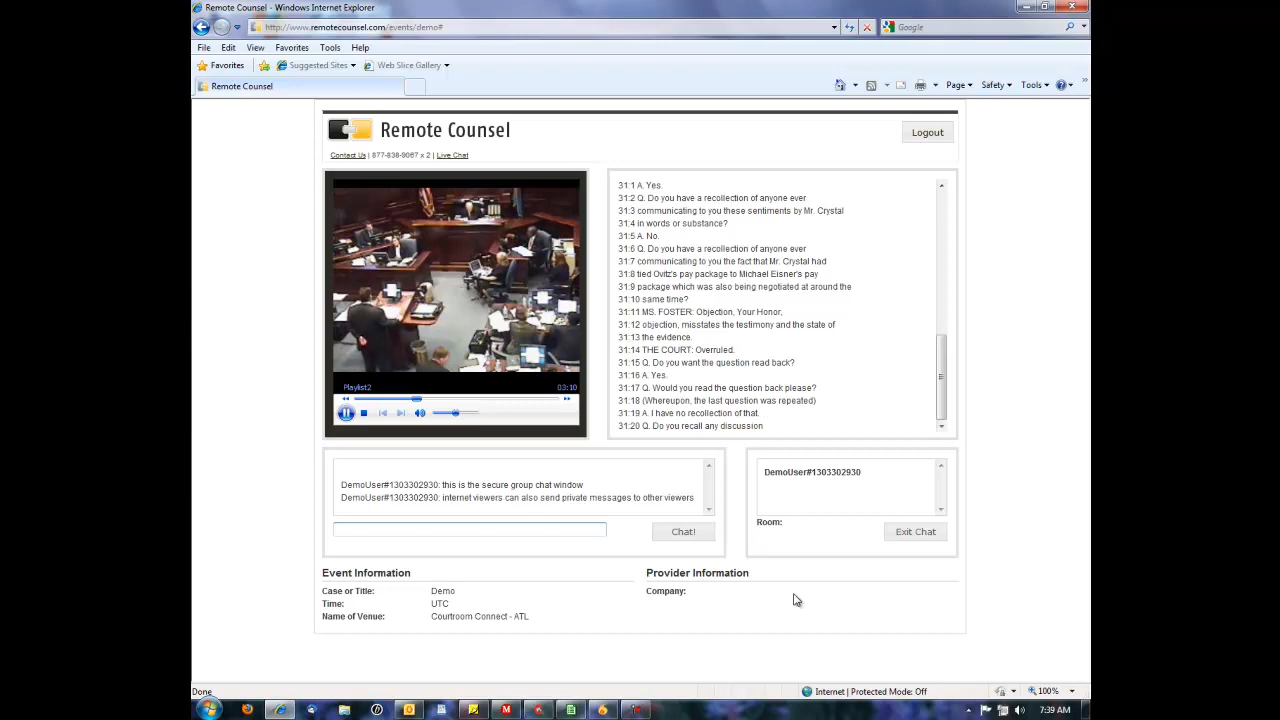 Remote Counsel - Windows Internet Explorer
http://www.remotecounsel.com/events/demo#
Google
File Edit View Favorites Tools Help
Favorites Suggested Sites Web Slice Gallery
Remote Counsel
Page Safety Tools
Remote Counsel
Logout
Contact Us | 877-838-9067 x 2 | Live Chat
31:1 A. Yes.
31:2 Q. Do you have a recollection of anyone ever
31:3 communicating to you these sentiments by Mr. Crystal
31:4 in words or substance?
31:5 A. No.
31:6 Q. Do you have a recollection of anyone ever
31:7 communicating to you the fact that Mr. Crystal had
31:8 tied Ovitz's pay package to Michael Eisner's pay
31:9 package which was also being negotiated at around the
31:10 same time?
31:11 MS. FOSTER: Objection, Your Honor,
31:12 objection, misstates the testimony and the state of
31:13 the evidence.
31:14 THE COURT: Overruled.
31:15 Q. Do you want the question read back?
31:16 A. Yes.
31:17 Q. Would you read the question back please?
31:18 (Whereupon, the last question was repeated)
31:19 A. I have no recollection of that.
31:20 Q. Do you recall any discussion
Playlist2 03:10
DemoUser#1303302930: this is the secure group chat window
DemoUser#1303302930: internet viewers can also send private messages to other viewers
Chat!
DemoUser#1303302930
Room:
Exit Chat
Event Information
Case or Title: Demo
Time: UTC
Name of Venue: Courtroom Connect - ATL
Provider Information
Company:
Done
Internet | Protected Mode: Off
100%
7:39 AM